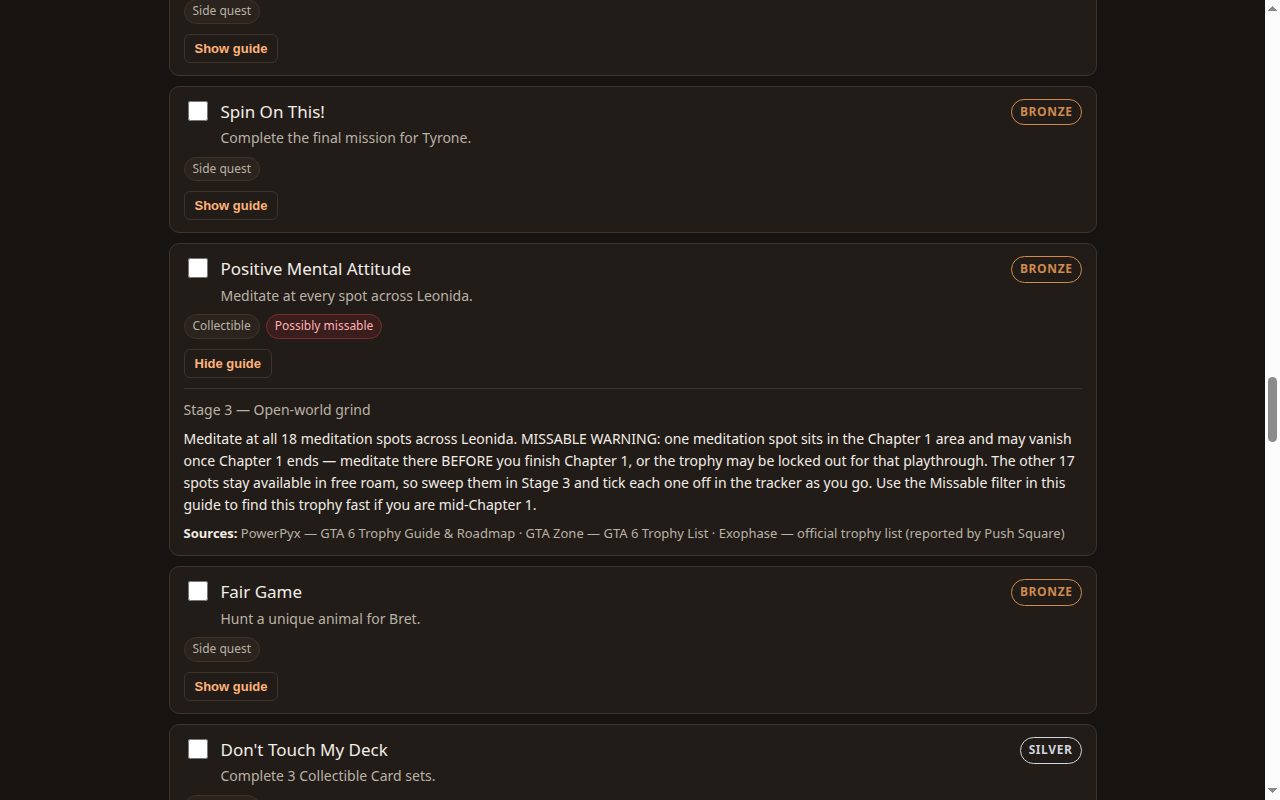 Side quest
Show guide
Spin On This!
BRONZE
Complete the final mission for Tyrone.
Side quest
Show guide
Positive Mental Attitude
BRONZE
Meditate at every spot across Leonida.
Collectible
Possibly missable
Hide guide
Stage 3 — Open-world grind
Meditate at all 18 meditation spots across Leonida. MISSABLE WARNING: one meditation spot sits in the Chapter 1 area and may vanish
once Chapter 1 ends — meditate there BEFORE you finish Chapter 1, or the trophy may be locked out for that playthrough. The other 17
spots stay available in free roam, so sweep them in Stage 3 and tick each one off in the tracker as you go. Use the Missable filter in this
guide to find this trophy fast if you are mid-Chapter 1.
Sources: PowerPyx — GTA 6 Trophy Guide & Roadmap · GTA Zone — GTA 6 Trophy List · Exophase — official trophy list (reported by Push Square)
Fair Game
BRONZE
Hunt a unique animal for Bret.
Side quest
Show guide
Don't Touch My Deck
SILVER
Complete 3 Collectible Card sets.